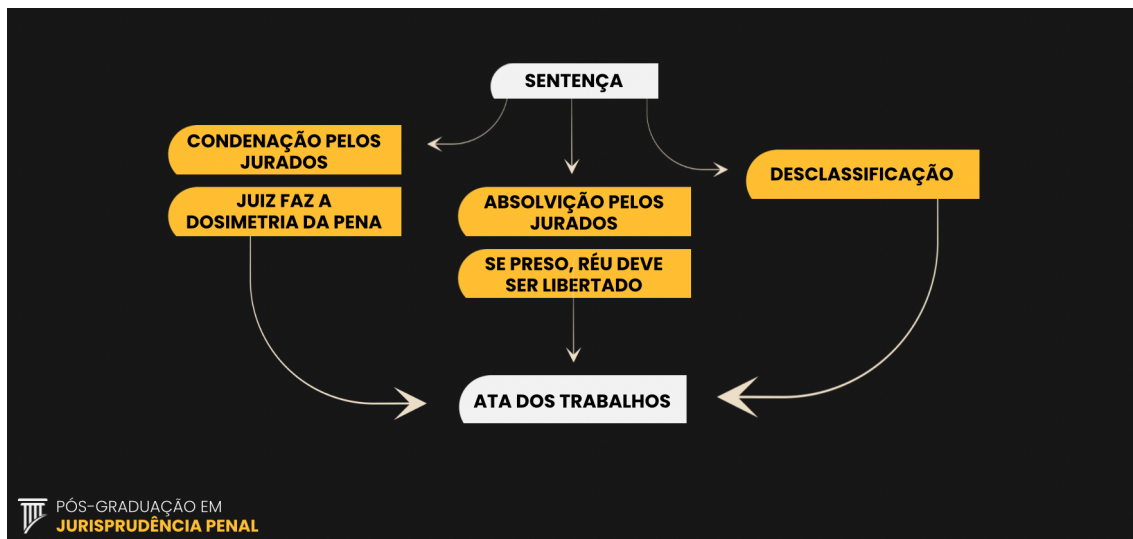 SENTENÇA
CONDENAÇÃO PELOS
JURADOS
JUIZ FAZ A
DOSIMETRIA DA PENA
ABSOLVIÇÃO PELOS
JURADOS
SE PRESO, RÉU DEVE
SER LIBERTADO
DESCLASSIFICAÇÃO
ATA DOS TRABALHOS
PÓS-GRADUAÇÃO EM
JURISPRUDÊNCIA PENAL